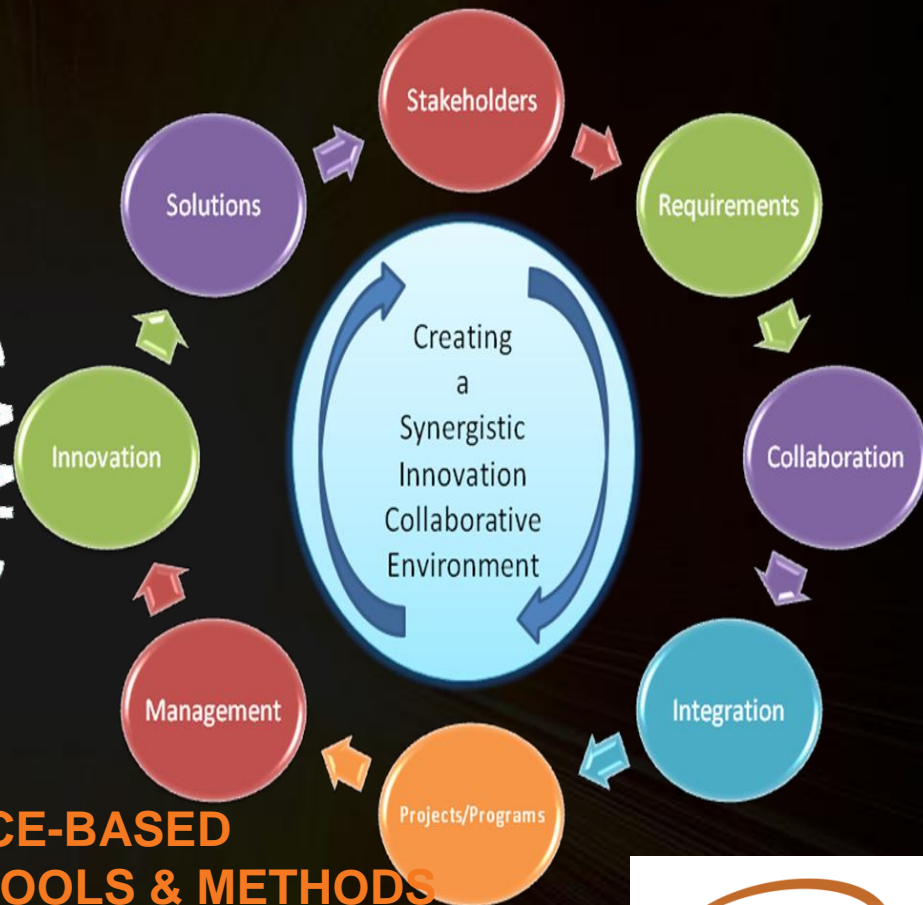 Stakeholders
Requirements
Collaboration
Integration
Projects/Programs
Management
Innovation
Solutions
Creating
a
Synergistic
Innovation
Collaborative
Environment
CE-BASED
OOLS & METHODS